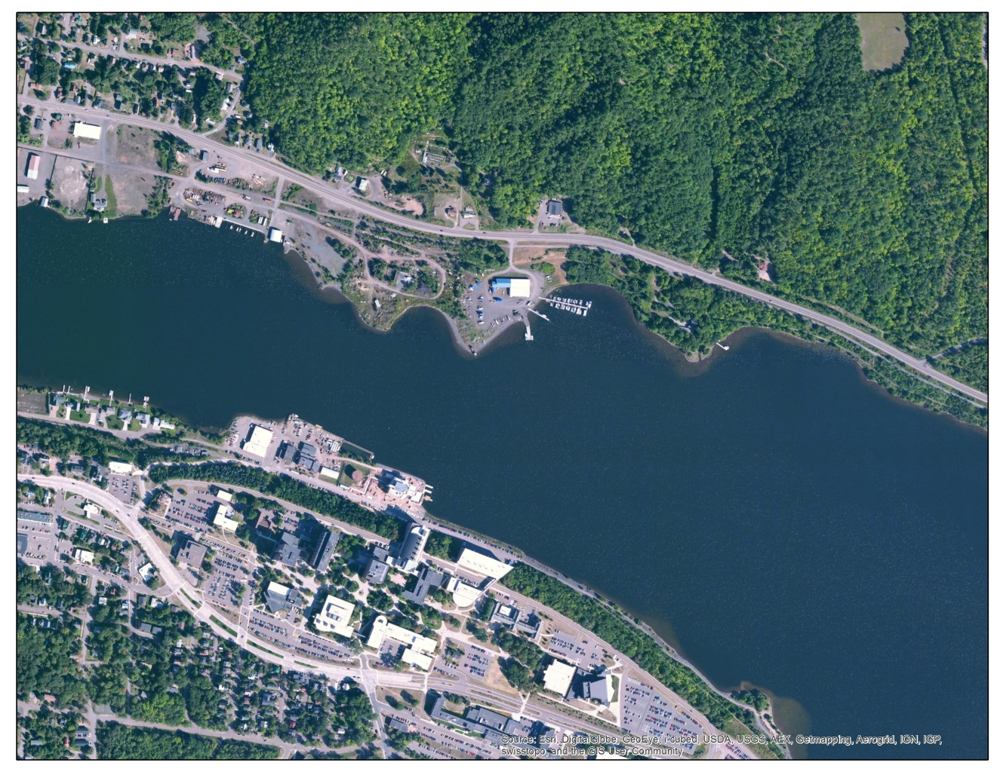 Source: Esri, DigitalGlobe, GeoEye, i-cubed, USDA, USGS, AEX, Getmapping, Aerogrid, IGN, IGP,
swisstopo, and the GIS User Community